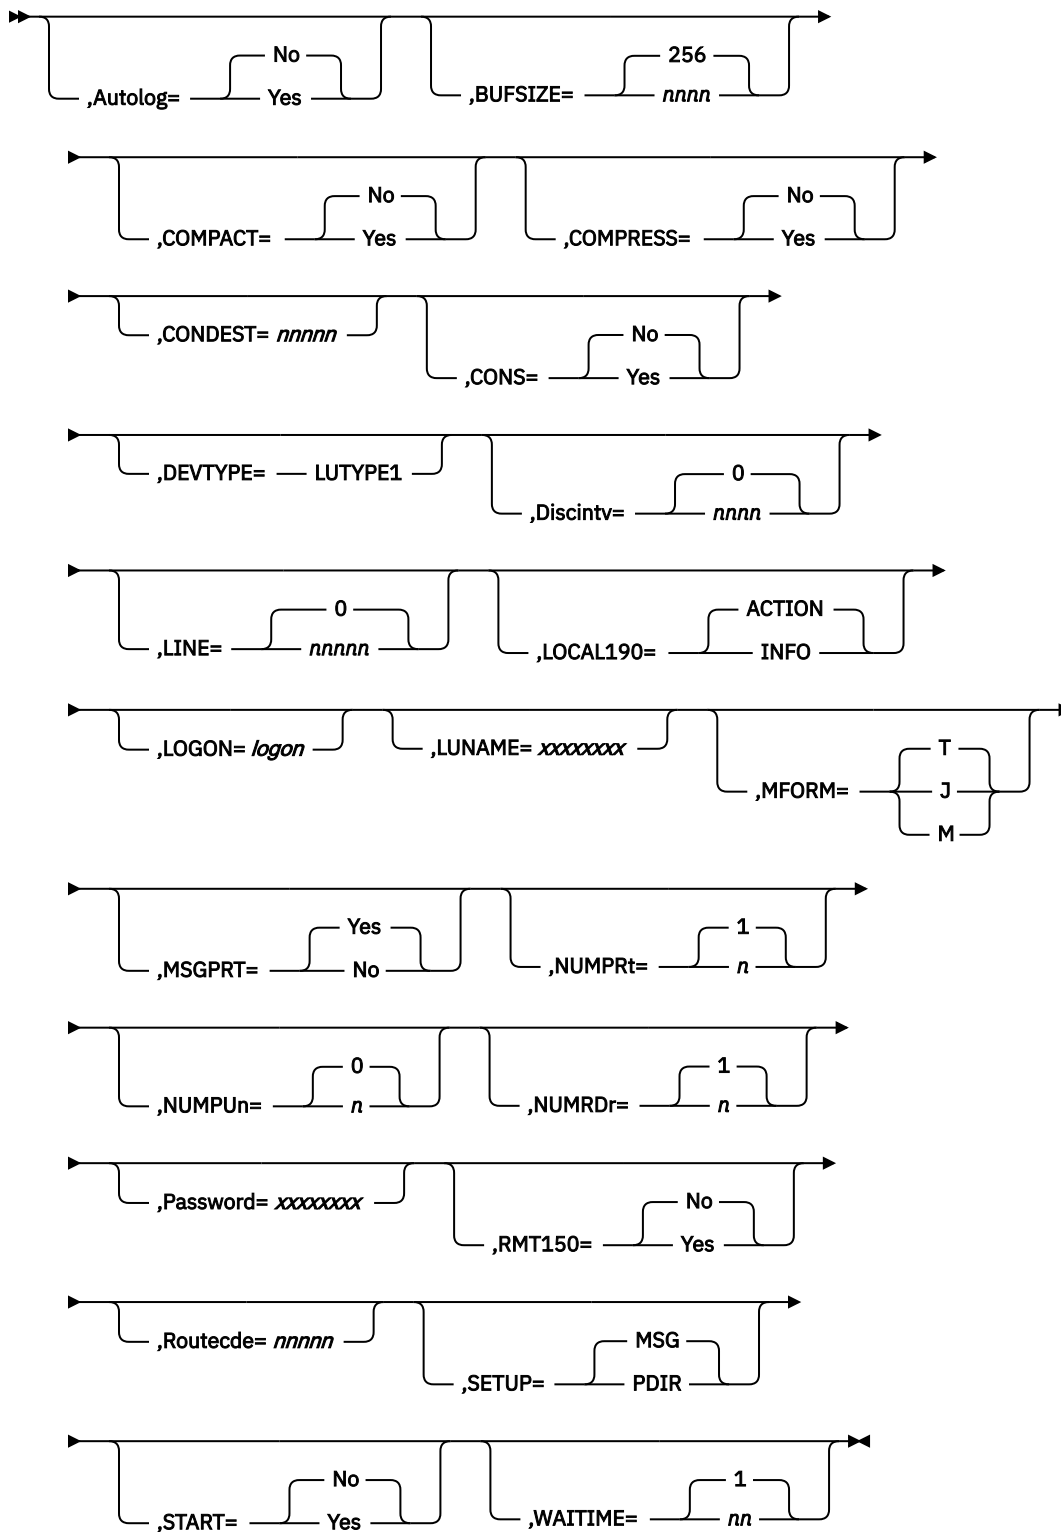 No 256
,Autolog= Yes ,BUFSIZE= nnnn
No No
,COMPACT= Yes ,COMPRESS= Yes
,CONDEST= nnnnn No
,CONS= Yes
,DEVTYPE= LUTYPE1 0
,Discintv= nnnn
0 ACTION
,LINE= nnnnn ,LOCAL190= INFO
,LOGON= logon ,LUNAME= xxxxxxxx T
,MFORM= J
M
Yes 1
,MSGPRT= No ,NUMPRt= n
0 1
,NUMPUn= n ,NUMRDr= n
,Password= xxxxxxxx No
,RMT150= Yes
,Routecde= nnnnn MSG
,SETUP= PDIR
No 1
,START= Yes ,WAITIME= nn